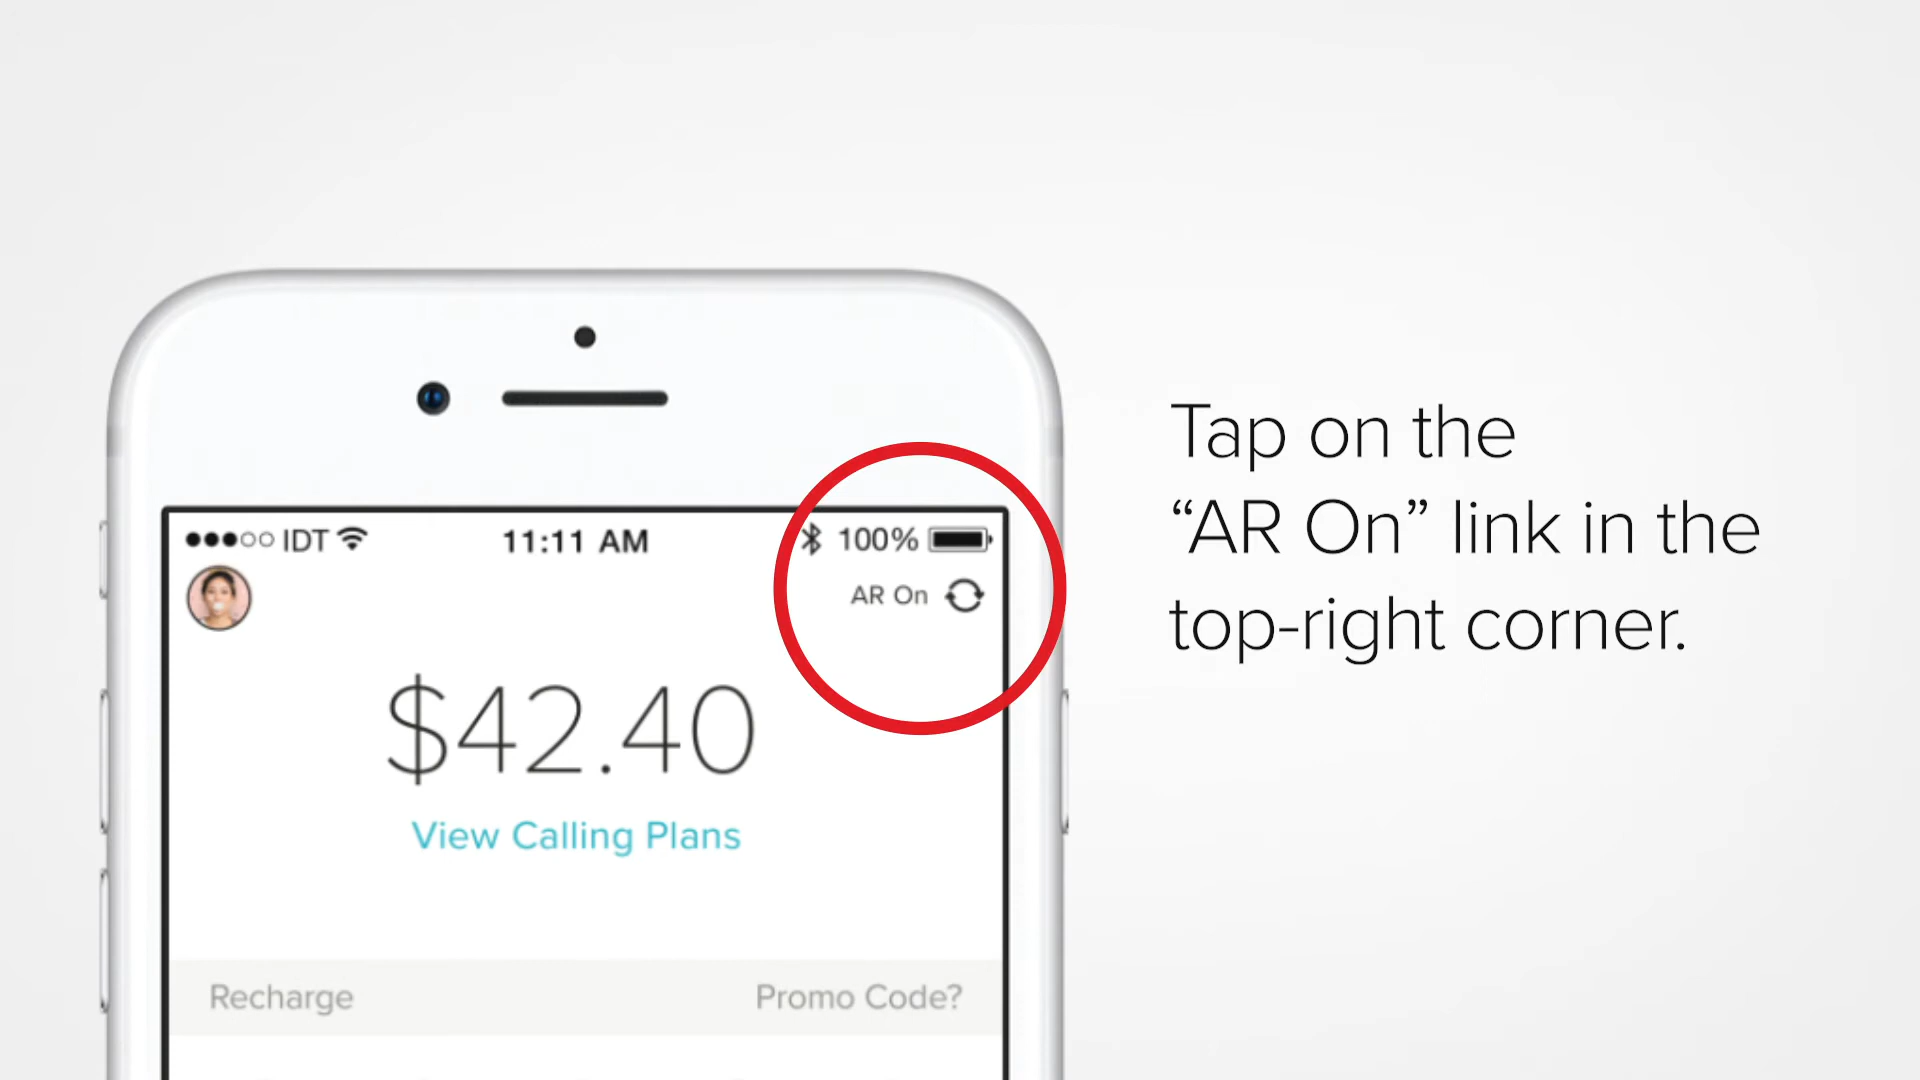 ●●●○○ IDT 11:11 AM 100%
AR On
$42.40
View Calling Plans
Recharge Promo Code?
Tap on the
“AR On” link in the
top-right corner.